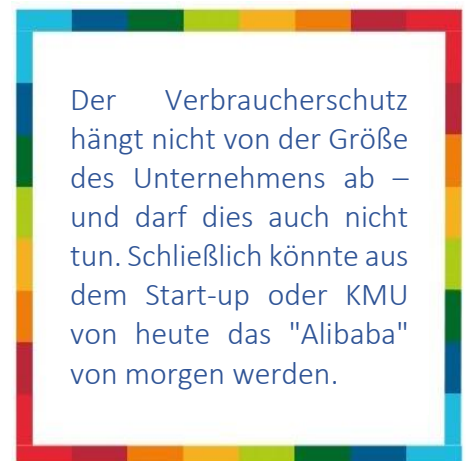 Der Verbraucherschutz
hängt nicht von der Größe
des Unternehmens ab –
und darf dies auch nicht
tun. Schließlich könnte aus
dem Start-up oder KMU
von heute das "Alibaba"
von morgen werden.